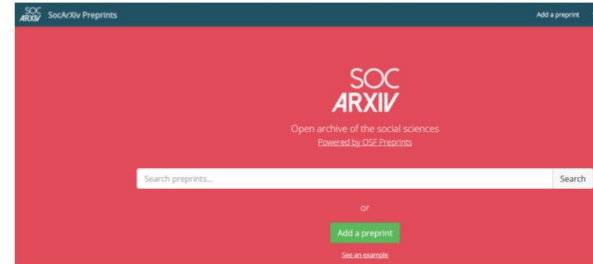 SOC
ARXIV SocArXiv Preprints Add a preprint
SOC
ARXIV
Open archive of the social sciences
Powered by OSF Preprints
Search preprints... Search
or
Add a preprint
See an example